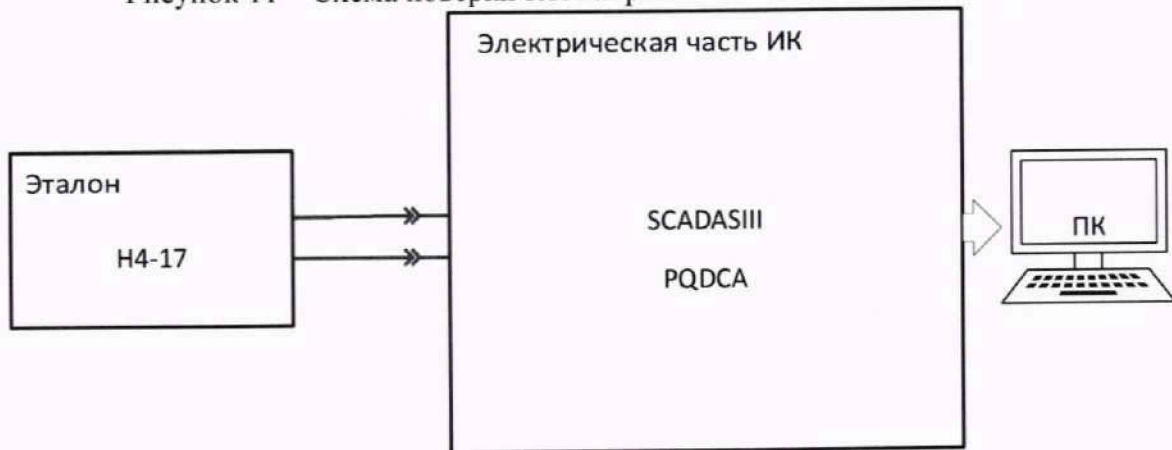 Электрическая часть ИК
Эталон
Н4-17
SCADASIII
PQDCA
ПК